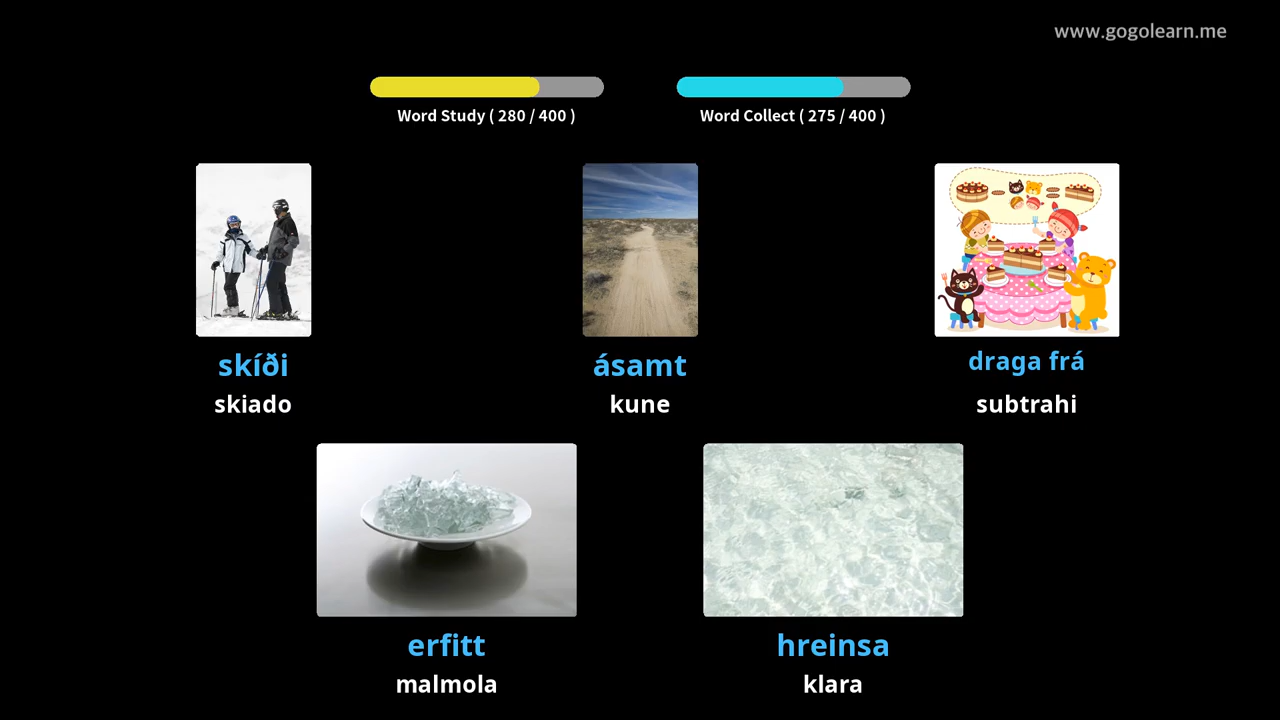 www.gogolearn.me
Word Study ( 280 / 400 )
Word Collect ( 275 / 400 )
skíði
skiado
ásamt
kune
draga frá
subtrahi
erfitt
malmola
hreinsa
klara